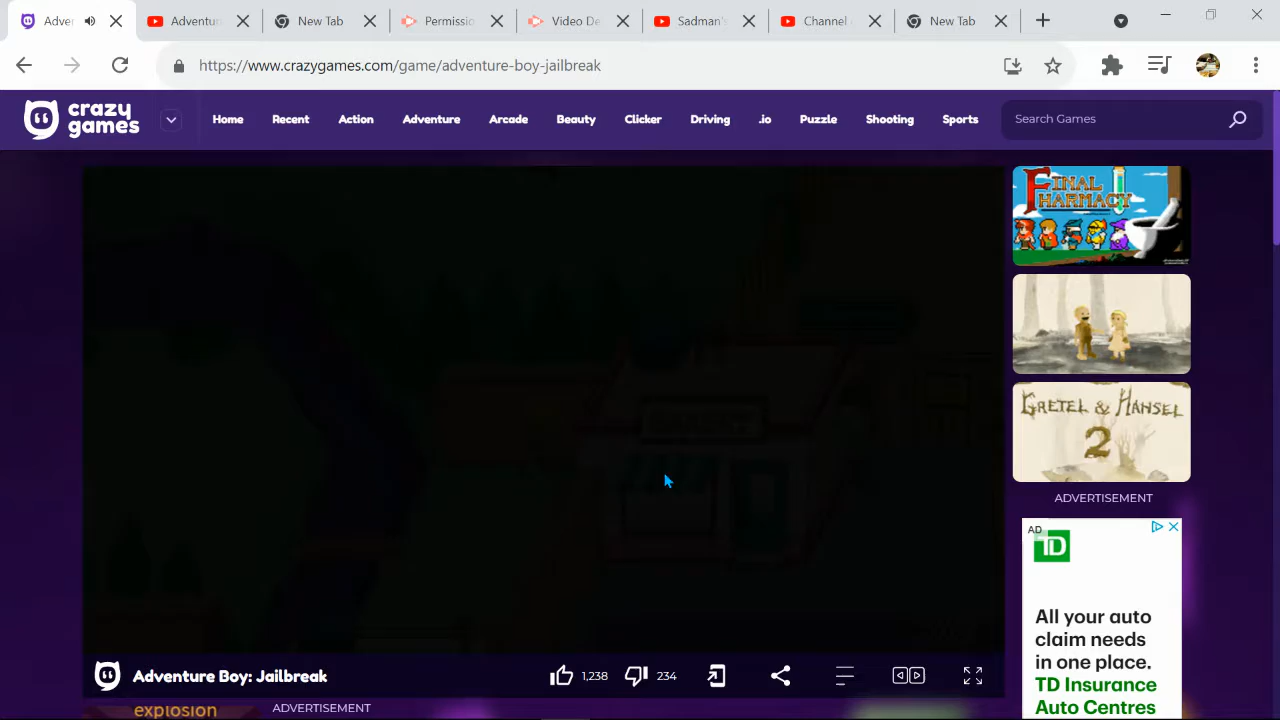 Adven
Adventur
New Tab
Permissio
Video De
Sadman's
Channel
New Tab
https://www.crazygames.com/game/adventure-boy-jailbreak
crazy
games
Home
Recent
Action
Adventure
Arcade
Beauty
Clicker
Driving
.io
Puzzle
Shooting
Sports
Search Games
FINAL
PHARMACY
GRETEL & HANSEL
2
ADVERTISEMENT
AD
TD
All your auto
claim needs
in one place.
TD Insurance
Auto Centres
Adventure Boy: Jailbreak
1,238
234
explosion
ADVERTISEMENT